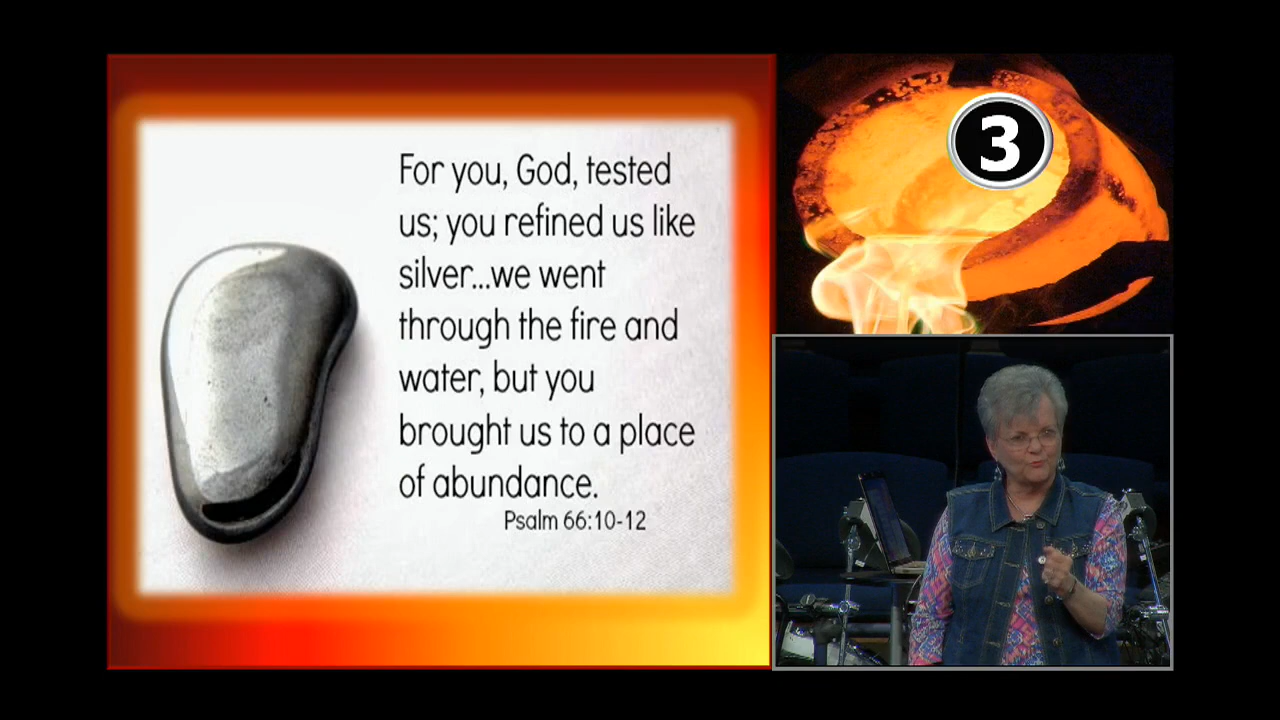 For you, God, tested
us; you refined us like
silver...we went
through the fire and
water, but you
brought us to a place
of abundance.
Psalm 66:10-12
3